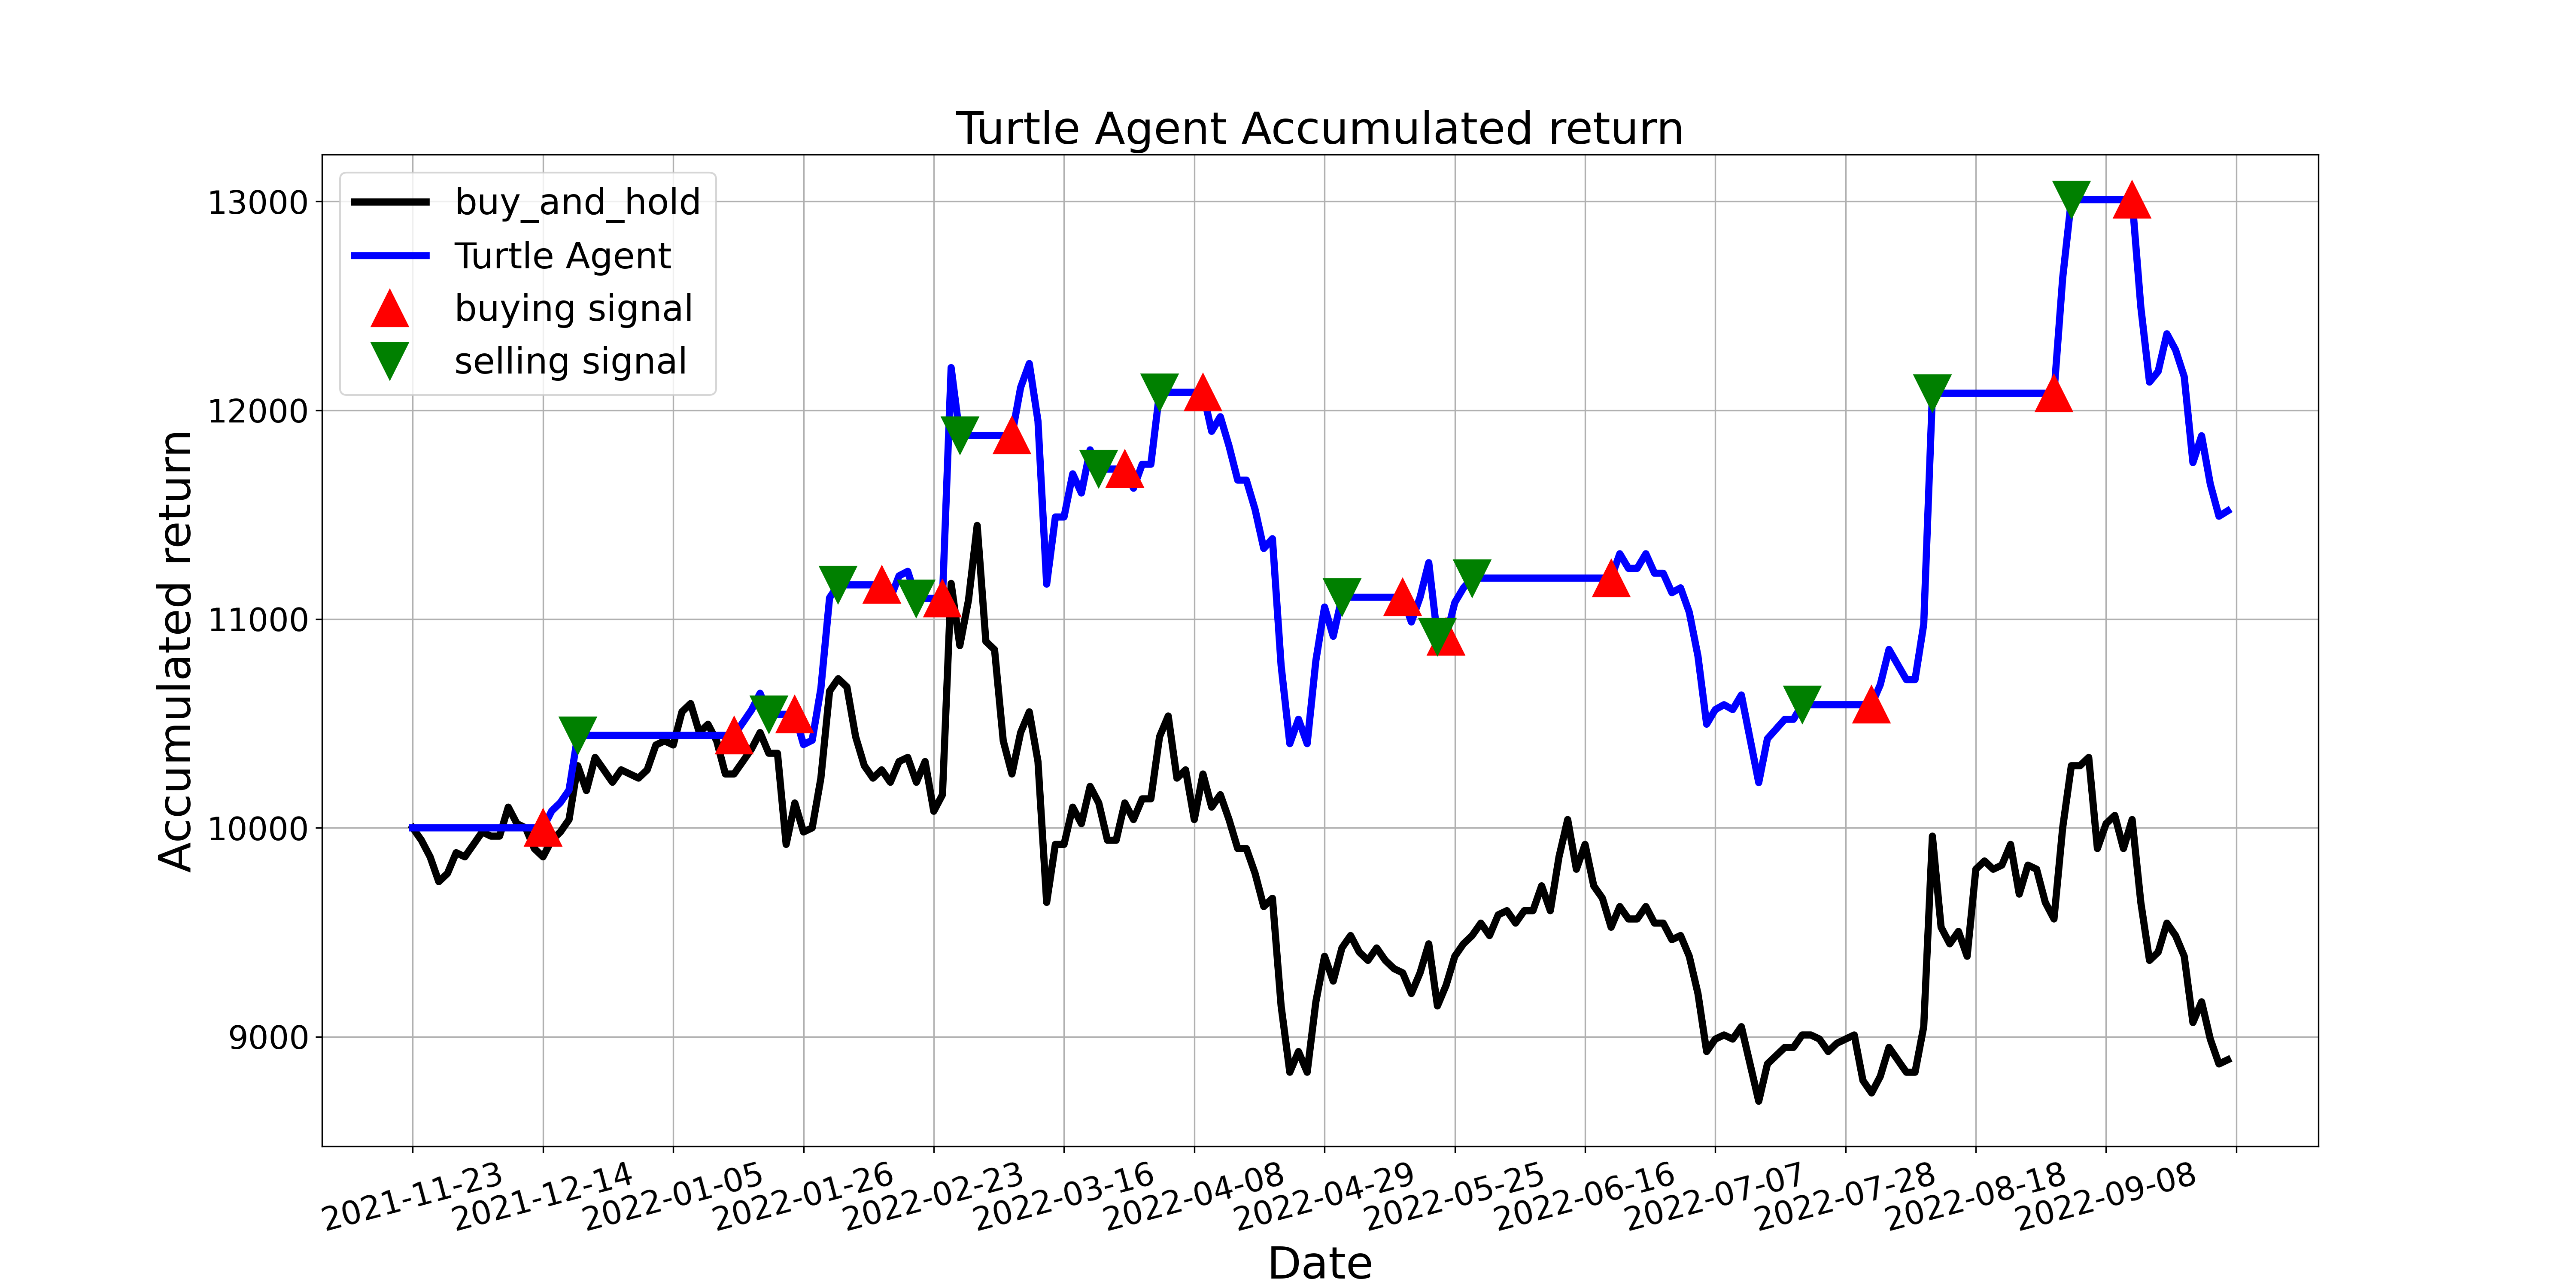 Turtle Agent Accumulated return
buy_and_hold
Turtle Agent
buying signal
selling signal
Accumulated return
13000
12000
11000
10000
9000
2021-11-23
2021-12-14
2022-01-05
2022-01-26
2022-02-23
2022-03-16
2022-04-08
2022-04-29
2022-05-25
2022-06-16
2022-07-07
2022-07-28
2022-08-18
2022-09-08
Date